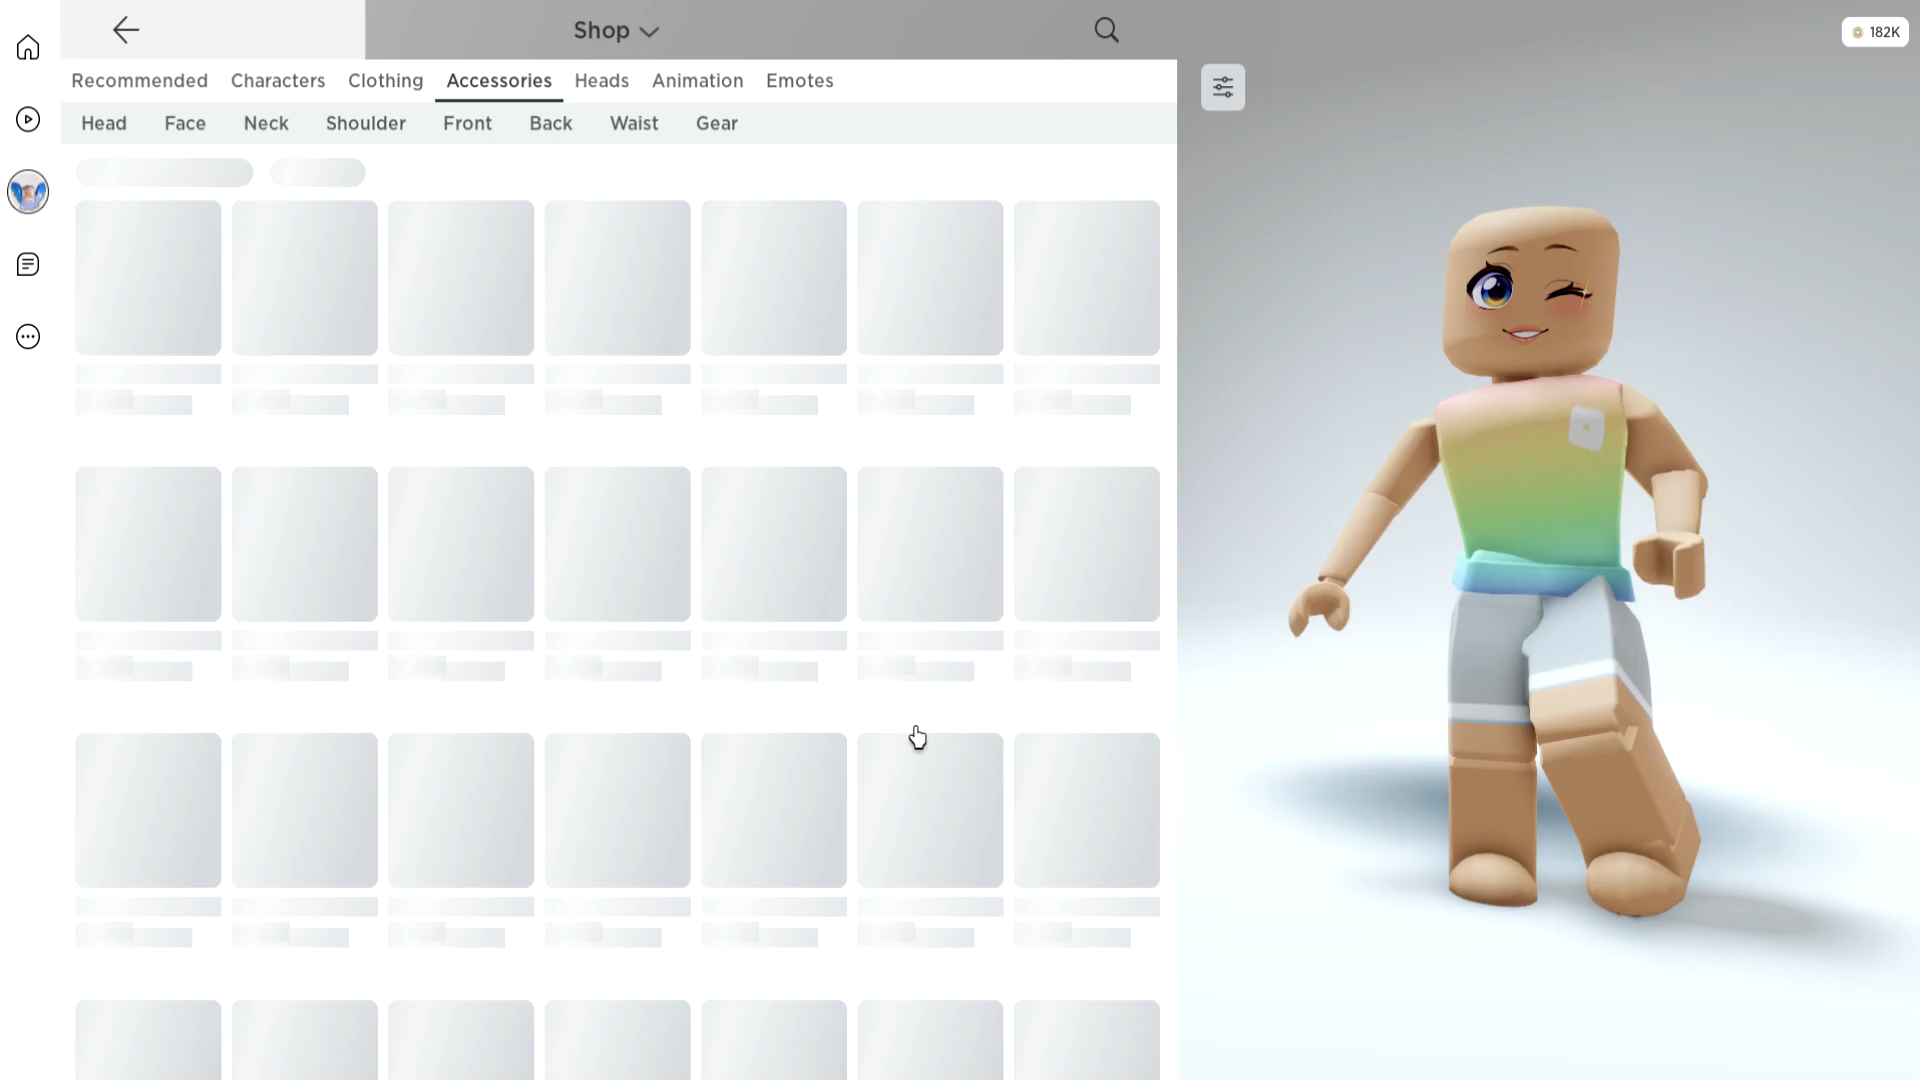 Shop
182K
Recommended Characters Clothing Accessories Heads Animation Emotes
Head Face Neck Shoulder Front Back Waist Gear